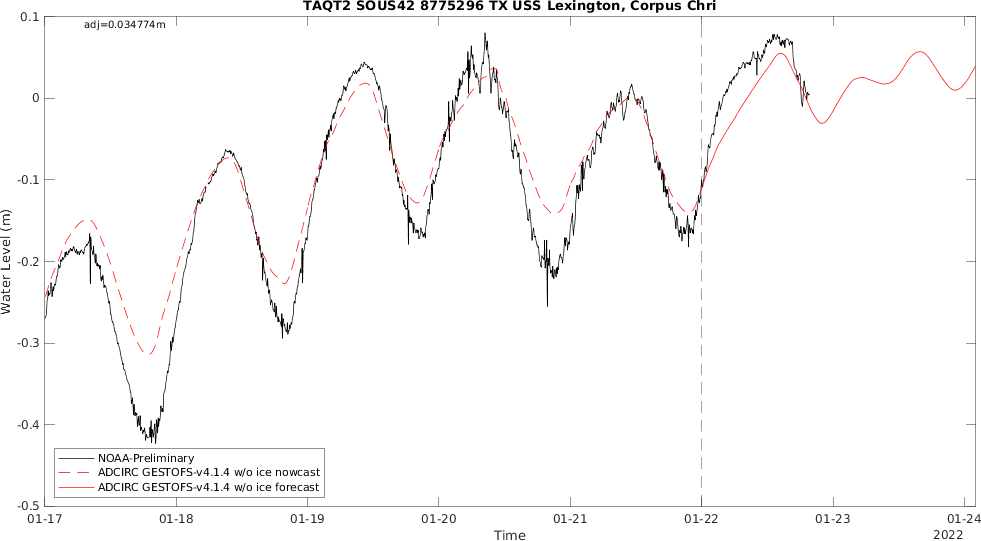 TAQT2 SOUS42 8775296 TX USS Lexington, Corpus Chri
adj=0.034774m
0.1
0
-0.1
-0.2
-0.3
-0.4
-0.5
Water Level (m)
NOAA-Preliminary
ADCIRC GESTOFS-v4.1.4 w/o ice nowcast
ADCIRC GESTOFS-v4.1.4 w/o ice forecast
01-17 01-18 01-19 01-20 01-21 01-22 01-23 01-24
Time
2022